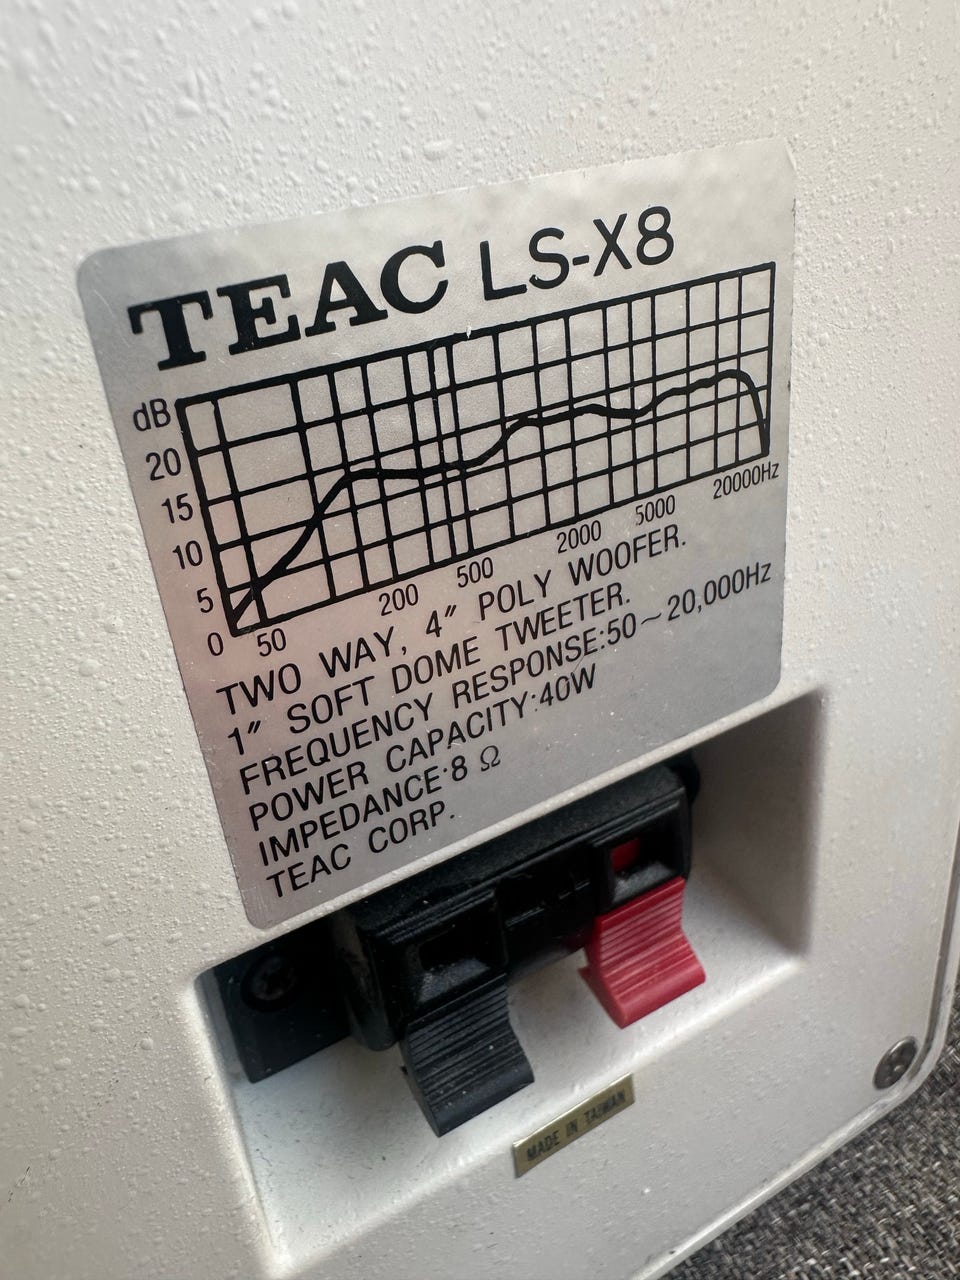 TEAC LS-X8
dB
20
15
10
5
0
50 200 500 2000 5000 20000Hz
TWO WAY, 4″ POLY WOOFER.
1″ SOFT DOME TWEETER.
FREQUENCY RESPONSE:50~20,000Hz
POWER CAPACITY:40W
IMPEDANCE:8 Ω
TEAC CORP.
MADE IN TAIWAN